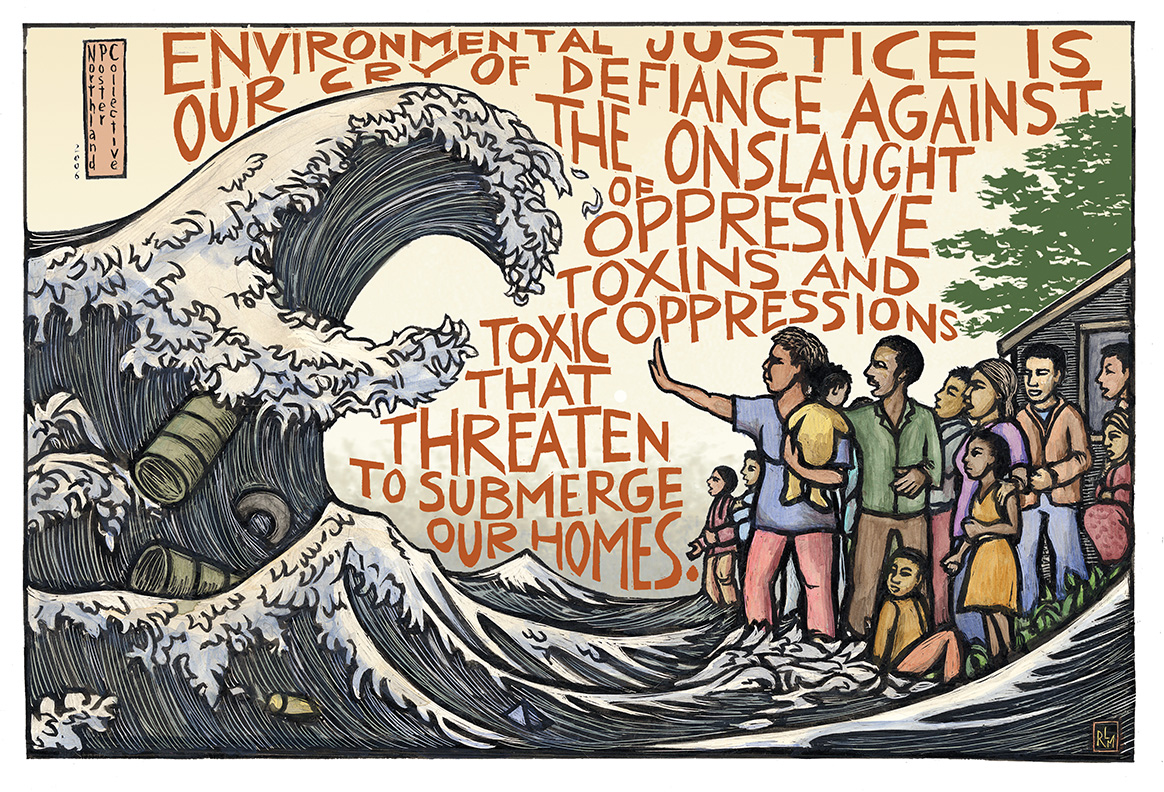 ENVIRONMENTAL JUSTICE IS
OUR CRY OF DEFIANCE AGAINST
THE ONSLAUGHT
OF
OPPRESIVE
TOXINS AND
TOXIC OPPRESSIONS
THAT
THREATEN
TO SUBMERGE
OUR HOMES.
Northland
Poster
Collective
2006
RLM